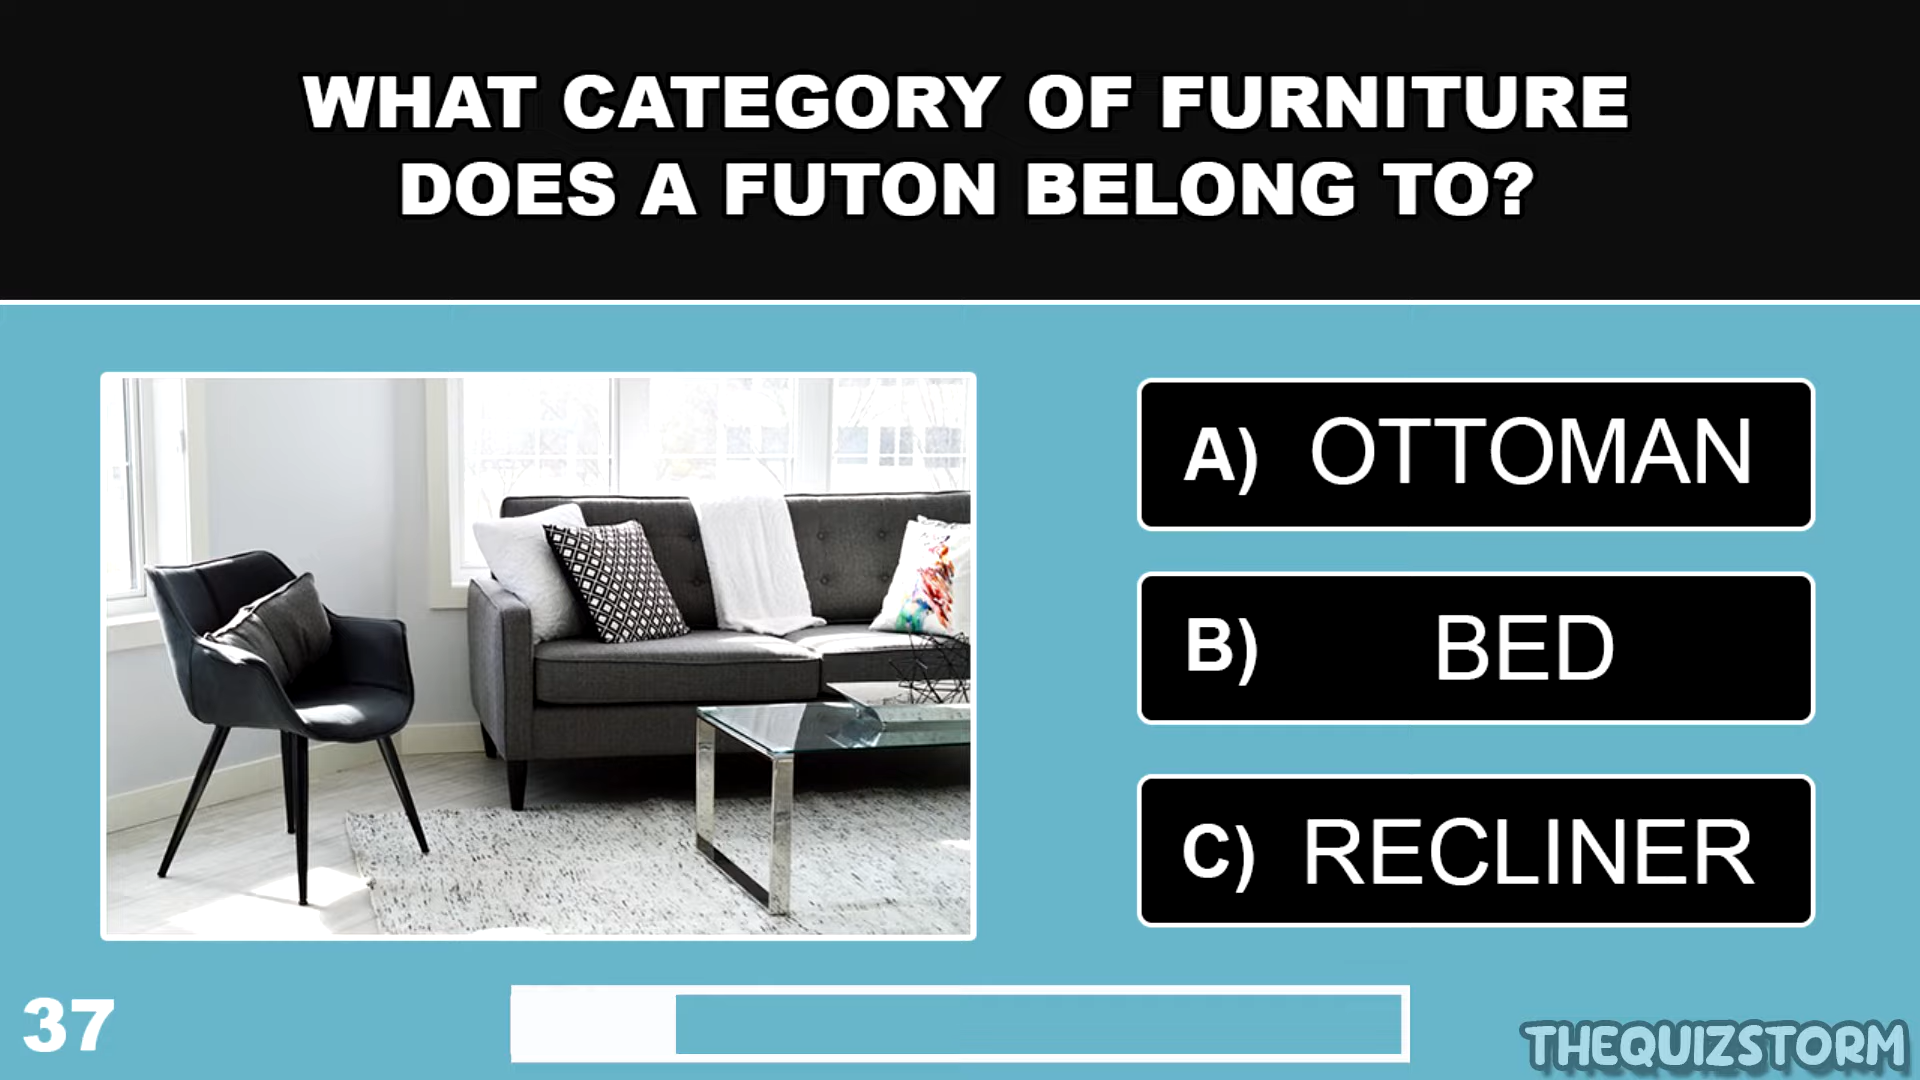 WHAT CATEGORY OF FURNITURE
DOES A FUTON BELONG TO?
A) OTTOMAN
B) BED
C) RECLINER
37
THEQUIZSTORM